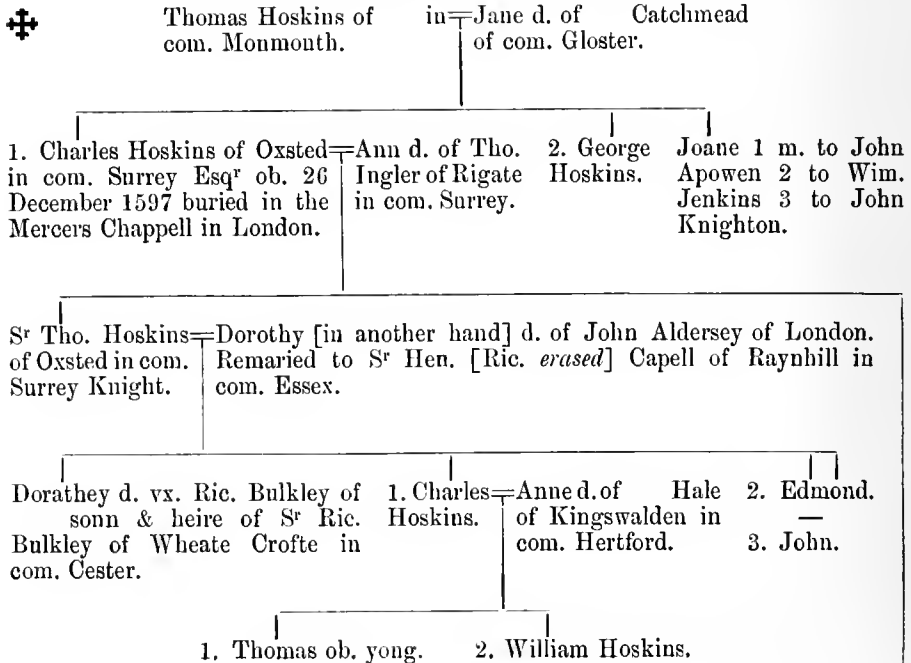 Thomas Hoskins of in=Jane d. of Catchmead
com. Monmouth. of com. Gloster.
1. Charles Hoskins of Oxsted=Ann d. of Tho. 2. George Joane 1 m. to John
in com. Surrey Esqr ob. 26 Ingler of Rigate Hoskins. Apowen 2 to Wim.
December 1597 buried in the in com. Surrey. Jenkins 3 to John
Mercers Chappell in London. Knighton.
Sr Tho. Hoskins=Dorothy [in another hand] d. of John Aldersey of London.
of Oxsted in com. Remaried to Sr Hen. [Ric. erased] Capell of Raynhill in
Surrey Knight. com. Essex.
Dorathey d. vx. Ric. Bulkley of 1. Charles=Anne d. of Hale 2. Edmond.
sonn & heire of Sr Ric. Hoskins. of Kingswalden in —
Bulkley of Wheate Crofte in com. Hertford. 3. John.
com. Cester.
1. Thomas ob. yong. 2. William Hoskins.